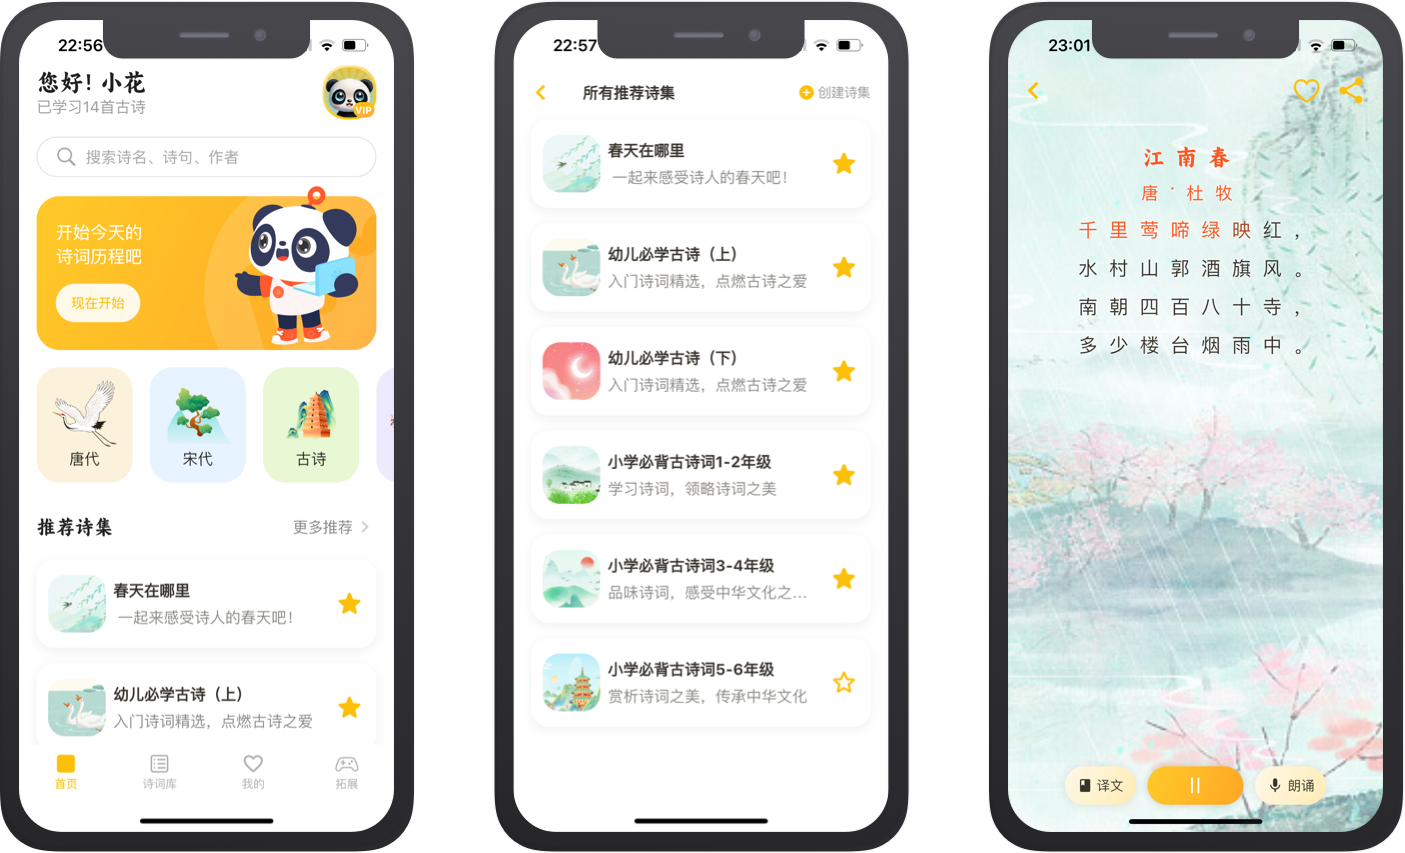 22:56
您好! 小花
已学习14首古诗
VIP
搜索诗名、诗句、作者
开始今天的
诗词历程吧
现在开始
唐代
宋代
古诗
推荐诗集
更多推荐
春天在哪里
一起来感受诗人的春天吧!
幼儿必学古诗（上）
入门诗词精选，点燃古诗之爱
首页
诗词库
我的
拓展
22:57
所有推荐诗集
创建诗集
春天在哪里
一起来感受诗人的春天吧!
幼儿必学古诗（上）
入门诗词精选，点燃古诗之爱
幼儿必学古诗（下）
入门诗词精选，点燃古诗之爱
小学必背古诗词1-2年级
学习诗词，领略诗词之美
小学必背古诗词3-4年级
品味诗词，感受中华文化之...
小学必背古诗词5-6年级
赏析诗词之美，传承中华文化
23:01
江南春
唐·杜牧
千里莺啼绿映红，
水村山郭酒旗风。
南朝四百八十寺，
多少楼台烟雨中。
译文
朗诵